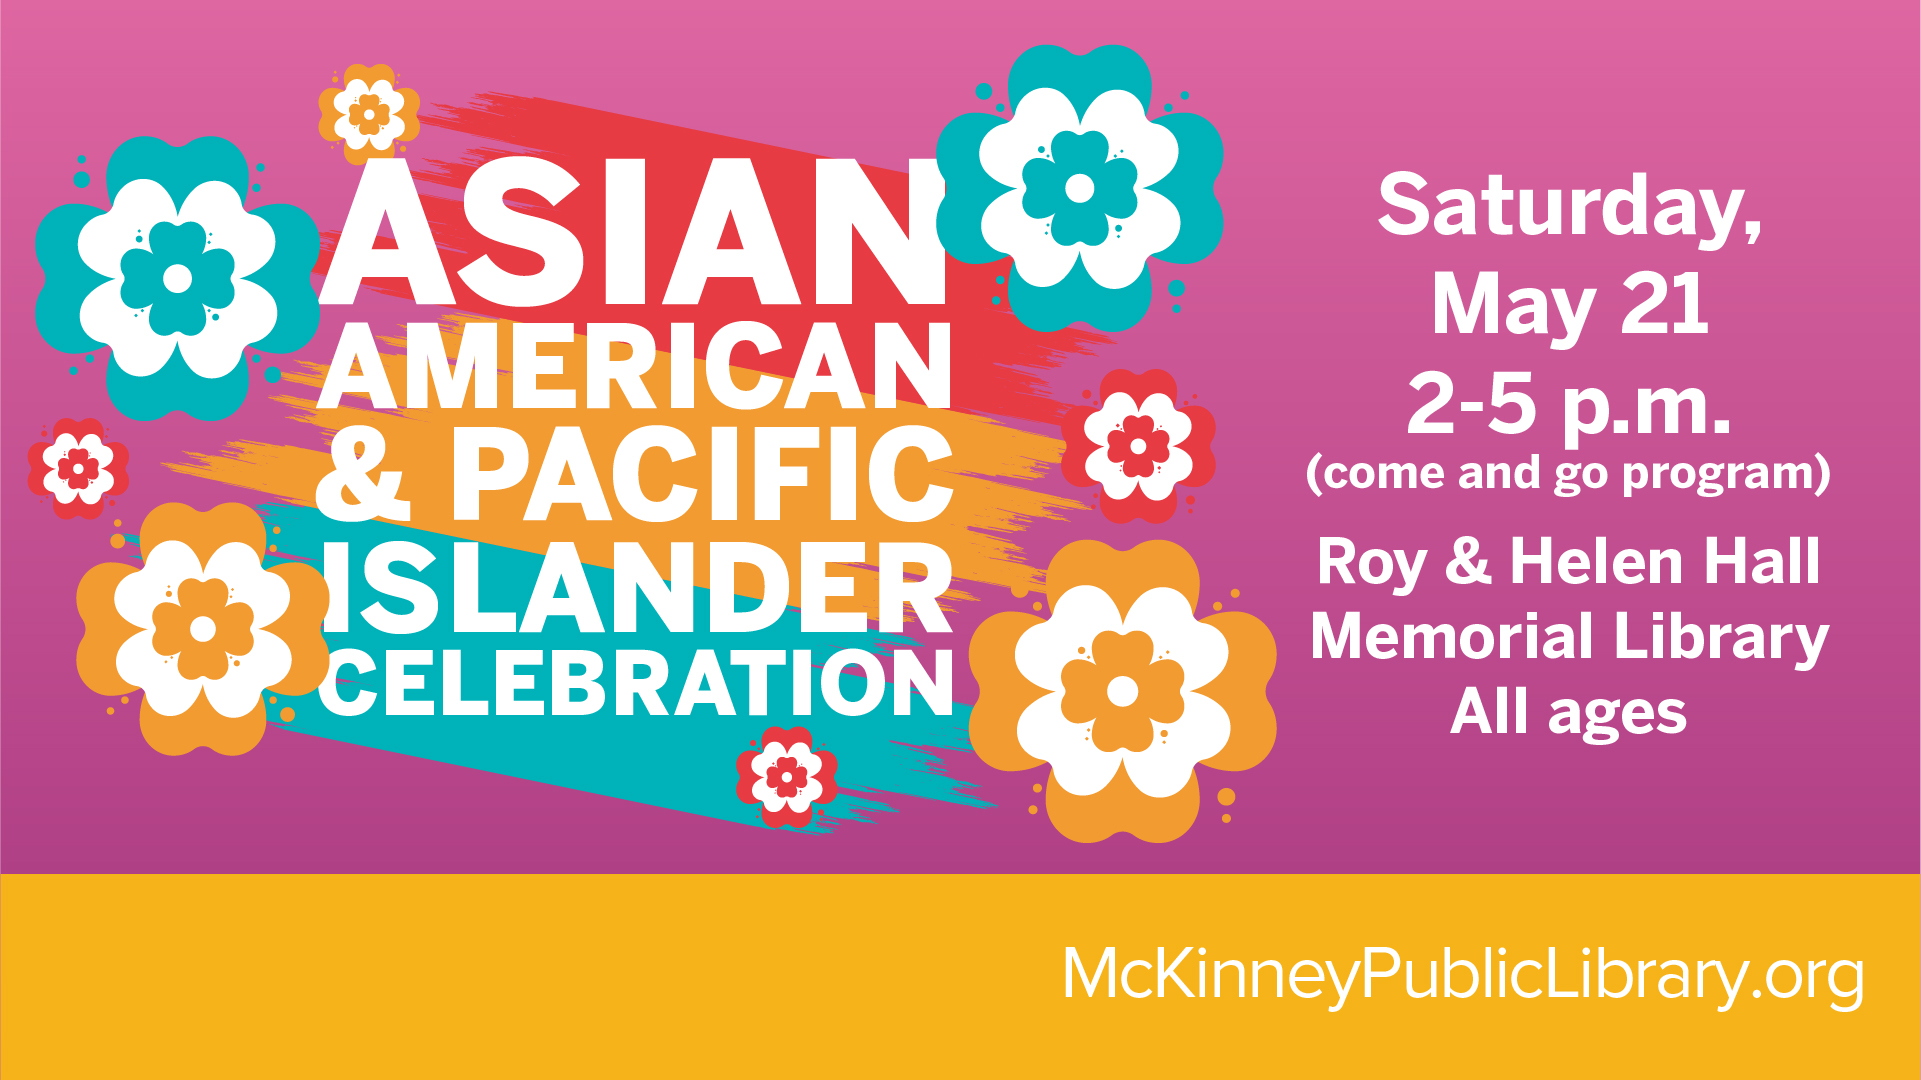 ASIAN
AMERICAN
& PACIFIC
ISLANDER
CELEBRATION
Saturday,
May 21
2-5 p.m.
(come and go program)
Roy & Helen Hall
Memorial Library
All ages
McKinneyPublicLibrary.org